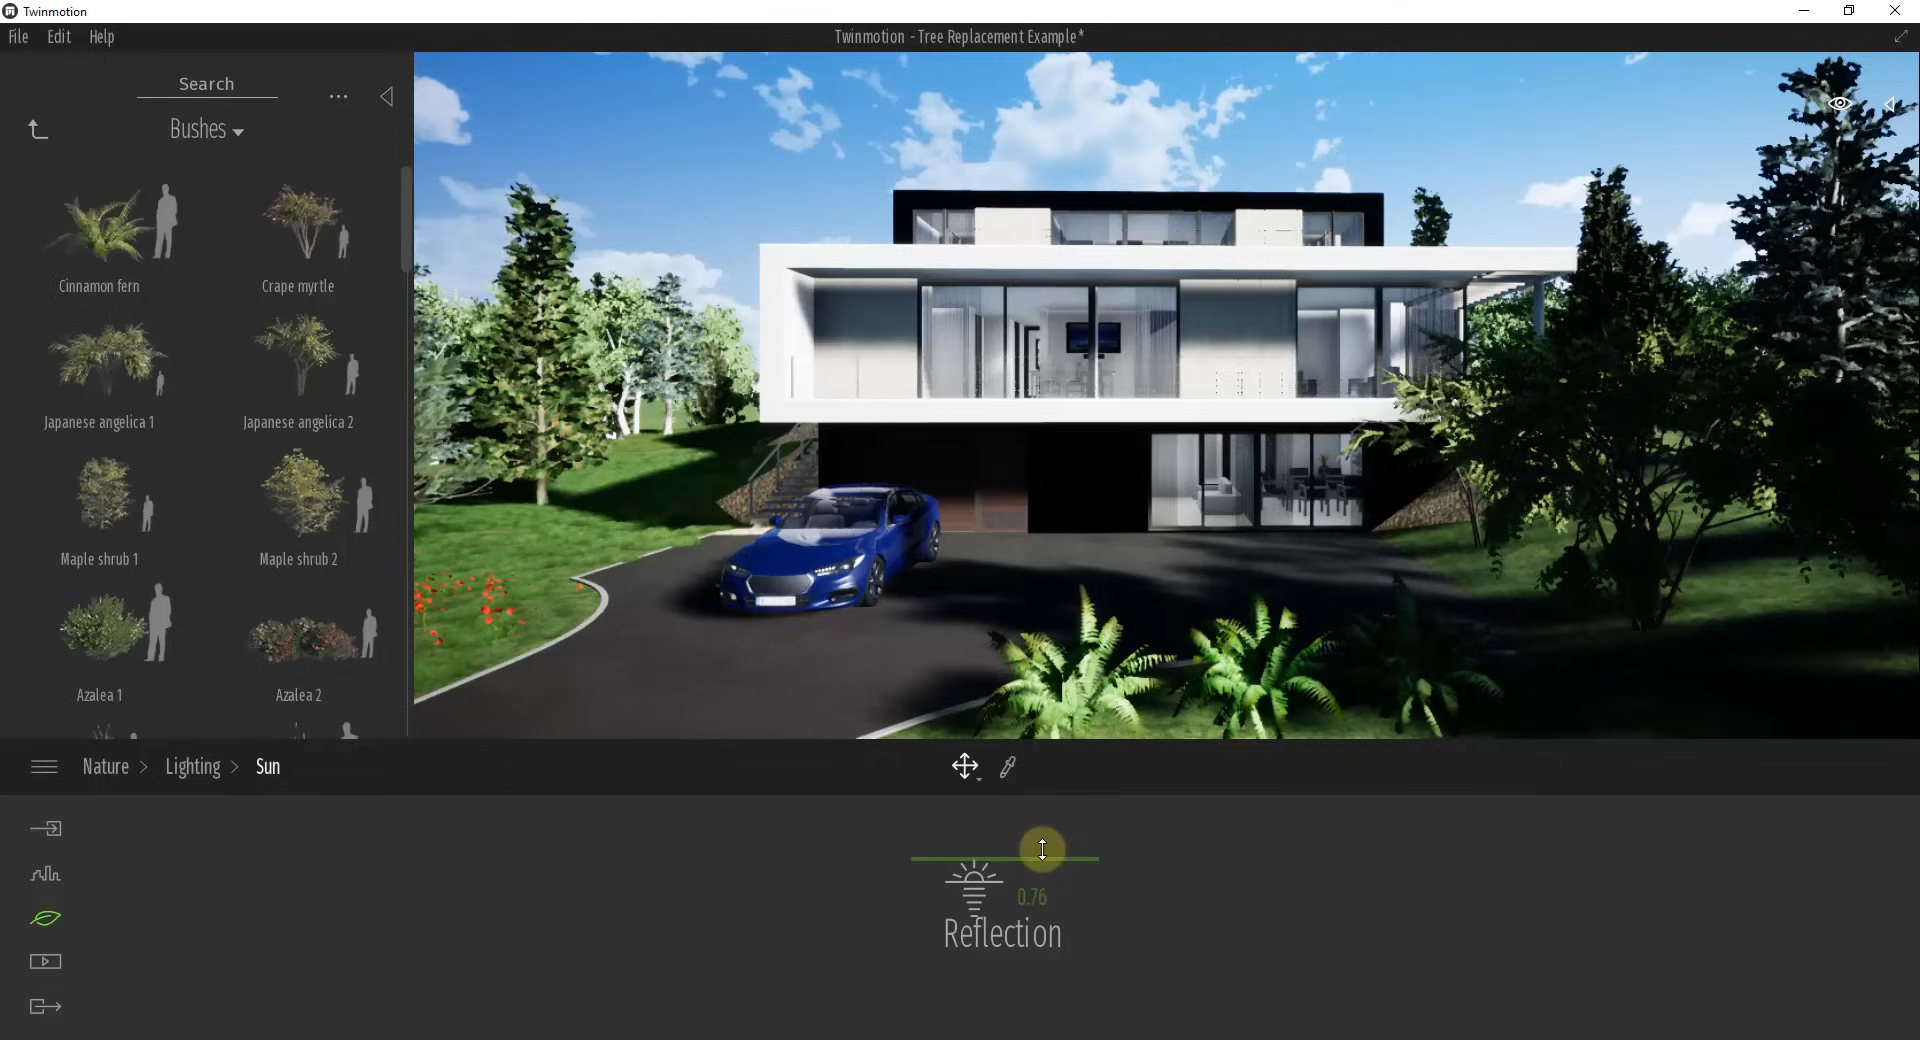 Twinmotion
File Edit Help
Twinmotion - Tree Replacement Example*
Search
...
Bushes
Cinnamon fern
Crape myrtle
Japanese angelica 1
Japanese angelica 2
Maple shrub 1
Maple shrub 2
Azalea 1
Azalea 2
Nature > Lighting > Sun
0.76
Reflection